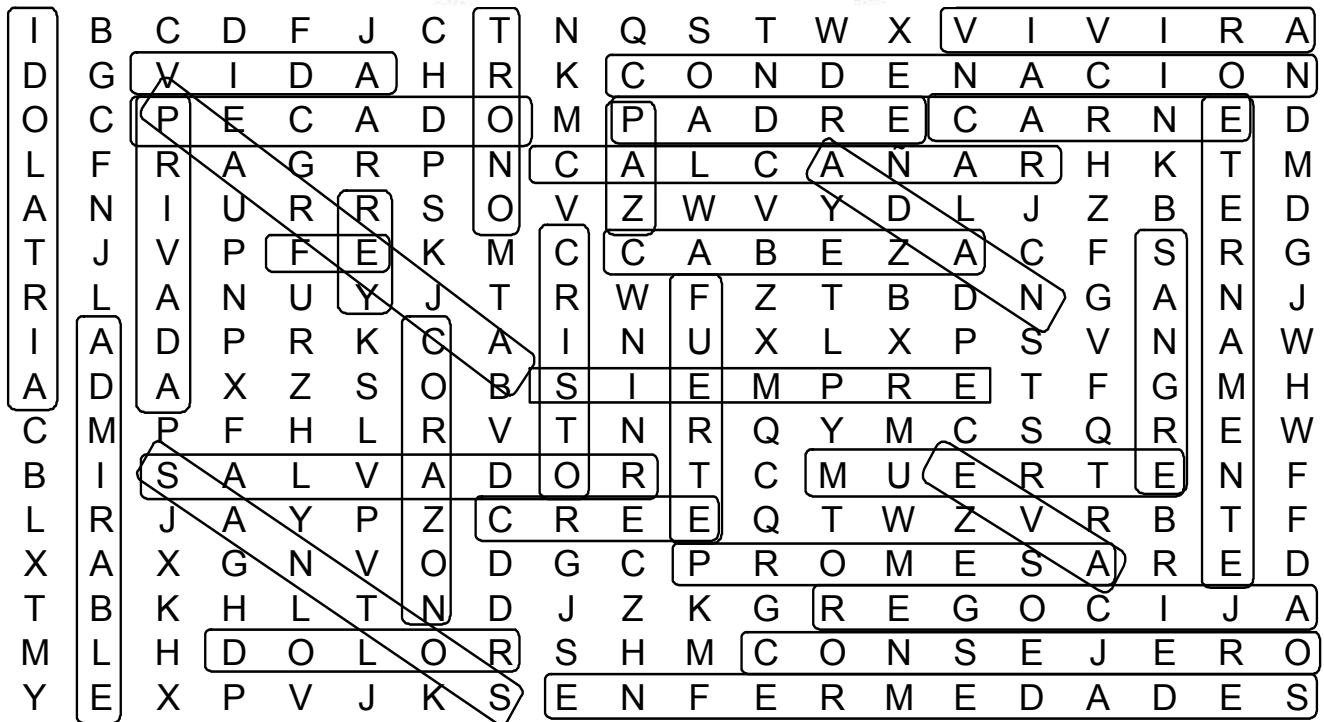 I B C D F J C T N Q S T W X V I V I R A
D G V I D A H R K C O N D E N A C I O N
O C P E C A D O M P A D R E C A R N E D
L F R A G R P N C A L C A Ñ A R H K T M
A N I U R R S O V Z W V Y D L J Z B E D
T J V P F E K M C C A B E Z A C F S R G
R L A N U Y J T R W F Z T B D N G A N J
I A D P R K C A I N U X L X P S V N A W
A D A X Z S O B S I E M P R E T F G M H
C M P F H L R V T N R Q Y M C S Q R E W
B I S A L V A D O R T C M U E R T E N F
L R J A Y P Z C R E E Q T W Z V R B T F
X A X G N V O D G C P R O M E S A R E D
T B K H L T N D J Z K G R E G O C I J A
M L H D O L O R S H M C O N S E J E R O
Y E X P V J K S E N F E R M E D A D E S